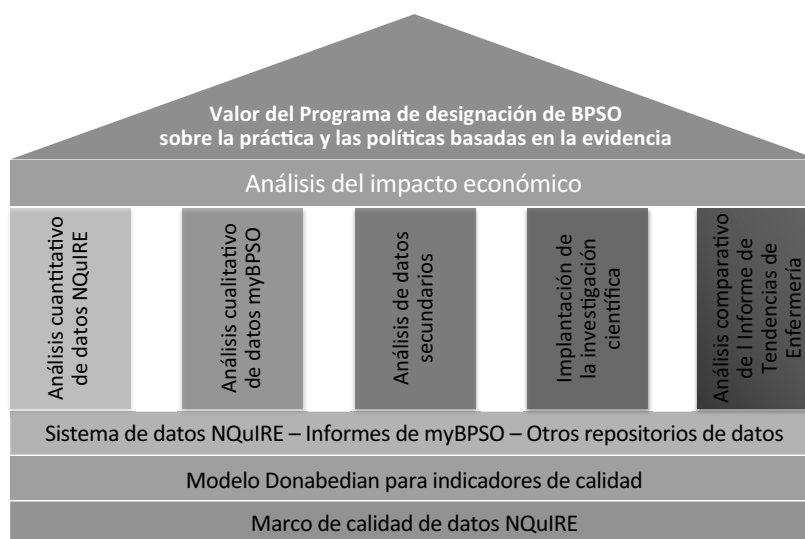 Valor del Programa de designación de BPSO
sobre la práctica y las políticas basadas en la evidencia
Análisis del impacto económico
Análisis cuantitativo
de datos NQuIRE
Análisis cualitativo
de datos myBPSO
Análisis de datos
secundarios
Implantación de
la investigación
científica
Análisis comparativo
de I Informe de
Tendencias de
Enfermería
Sistema de datos NQuIRE – Informes de myBPSO – Otros repositorios de datos
Modelo Donabedian para indicadores de calidad
Marco de calidad de datos NQuIRE